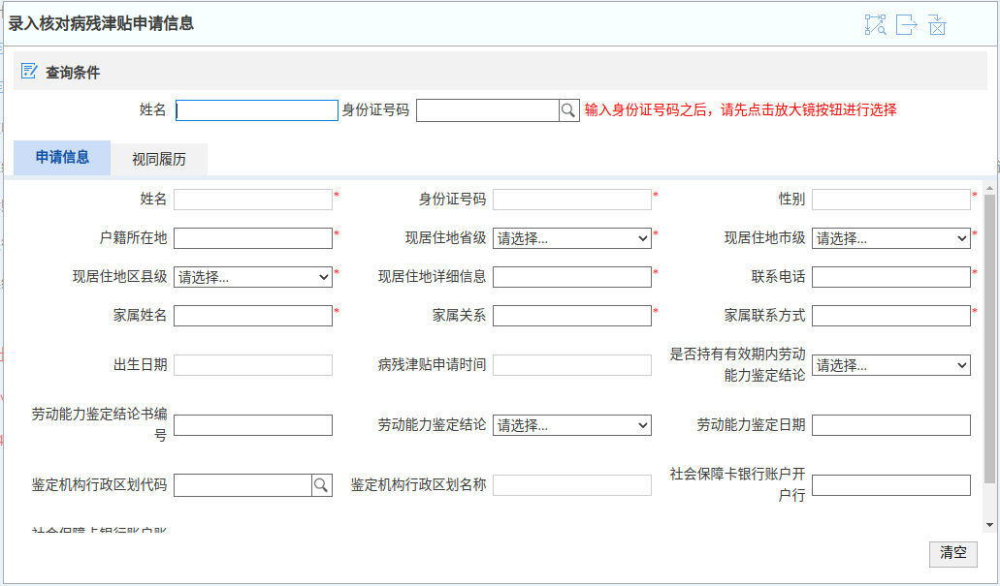 录入核对病残津贴申请信息
查询条件
姓名 身份证号码 输入身份证号码之后，请先点击放大镜按钮进行选择
申请信息 视同履历
姓名 * 身份证号码 * 性别 *
户籍所在地 * 现居住地省级 请选择... * 现居住地市级 请选择... *
现居住地区县级 请选择... * 现居住地详细信息 * 联系电话 *
家属姓名 * 家属关系 * 家属联系方式 *
出生日期 病残津贴申请时间 是否持有有效期内劳动
能力鉴定结论 请选择...
劳动能力鉴定结论书编
号 劳动能力鉴定结论 请选择... 劳动能力鉴定日期
鉴定机构行政区划代码 鉴定机构行政区划名称 社会保障卡银行账户开
户行
社会保障卡银行账户账
清空